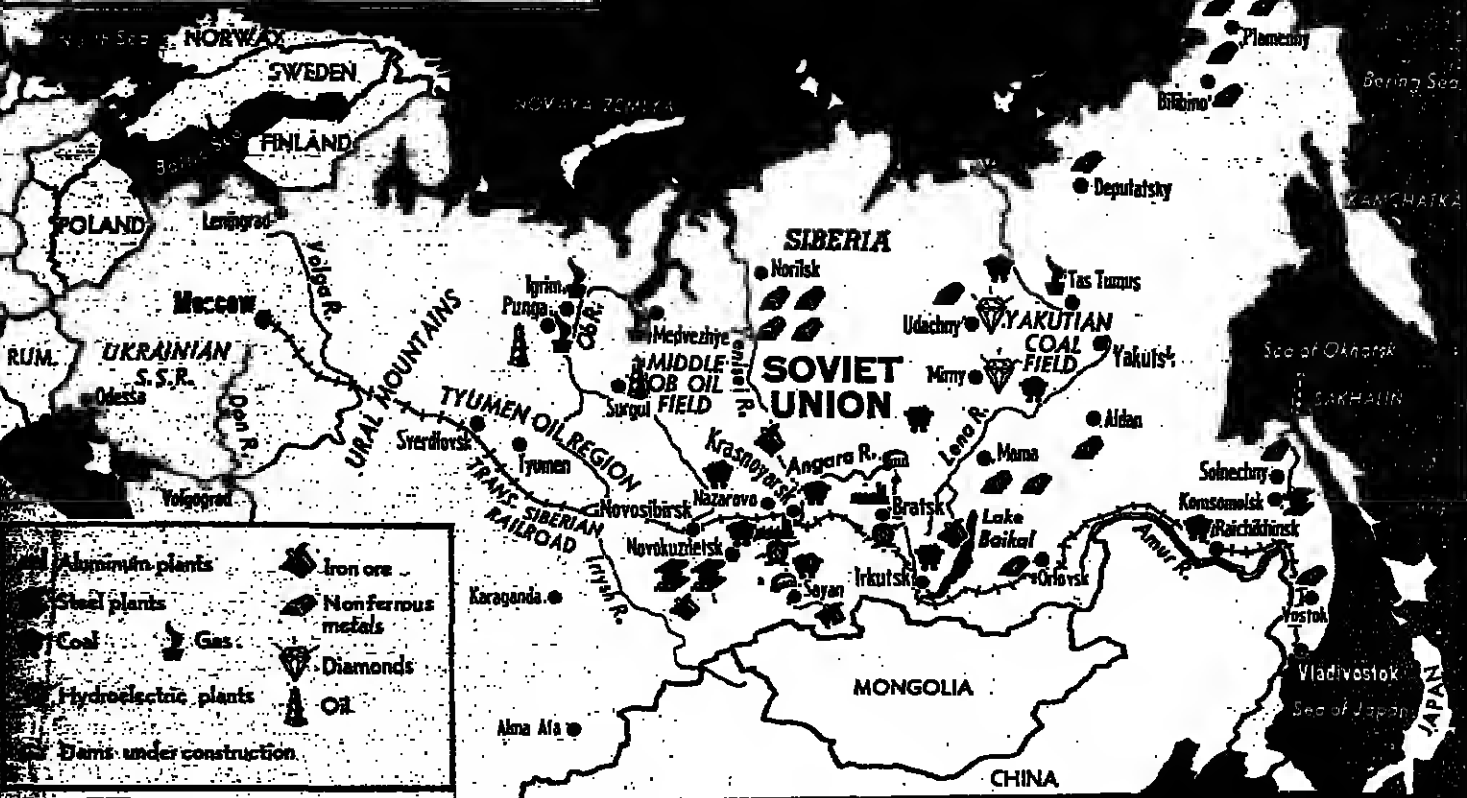 NORWAY
SWEDEN
FINLAND
POLAND
RUM.
NOVAYA ZEMLYA
Bering Sea
KAMCHATKA
Sea of Okhotsk
SAKHALIN
Plamenny
Bilibino
Deputatsky
Leningrad
Volga R.
Moscow
UKRAINIAN
S.S.R.
Odessa
Don R.
Volgograd
URAL MOUNTAINS
SIBERIA
Norilsk
Igrim
Punga
Ob R.
Medvezhye
MIDDLE
OB OIL
FIELD
Surgut
Yenisei R.
SOVIET
UNION
Tas Tumus
Udachny
YAKUTIAN
COAL
FIELD
Yakutsk
Mirny
Aldan
Lena R.
Mama
TYUMEN OIL REGION
Sverdlovsk
Tyumen
TRANS SIBERIAN
RAILROAD
Krasnoyarsk
Angara R.
Novosibirsk
Nazarovo
Bratsk
Lake
Baikal
Novokuznetsk
Irtysh R.
Karaganda
Sayan
Irkutsk
Orlovsk
Amur R.
Solnechny
Komsomolsk
Raichikhinsk
Vostok
Vladivostok
Sea of Japan
JAPAN
MONGOLIA
CHINA
Alma Ata
Aluminum plants
Steel plants
Coal
Gas
Hydroelectric plants
Dams under construction
Iron ore
Nonferrous
metals
Diamonds
Oil